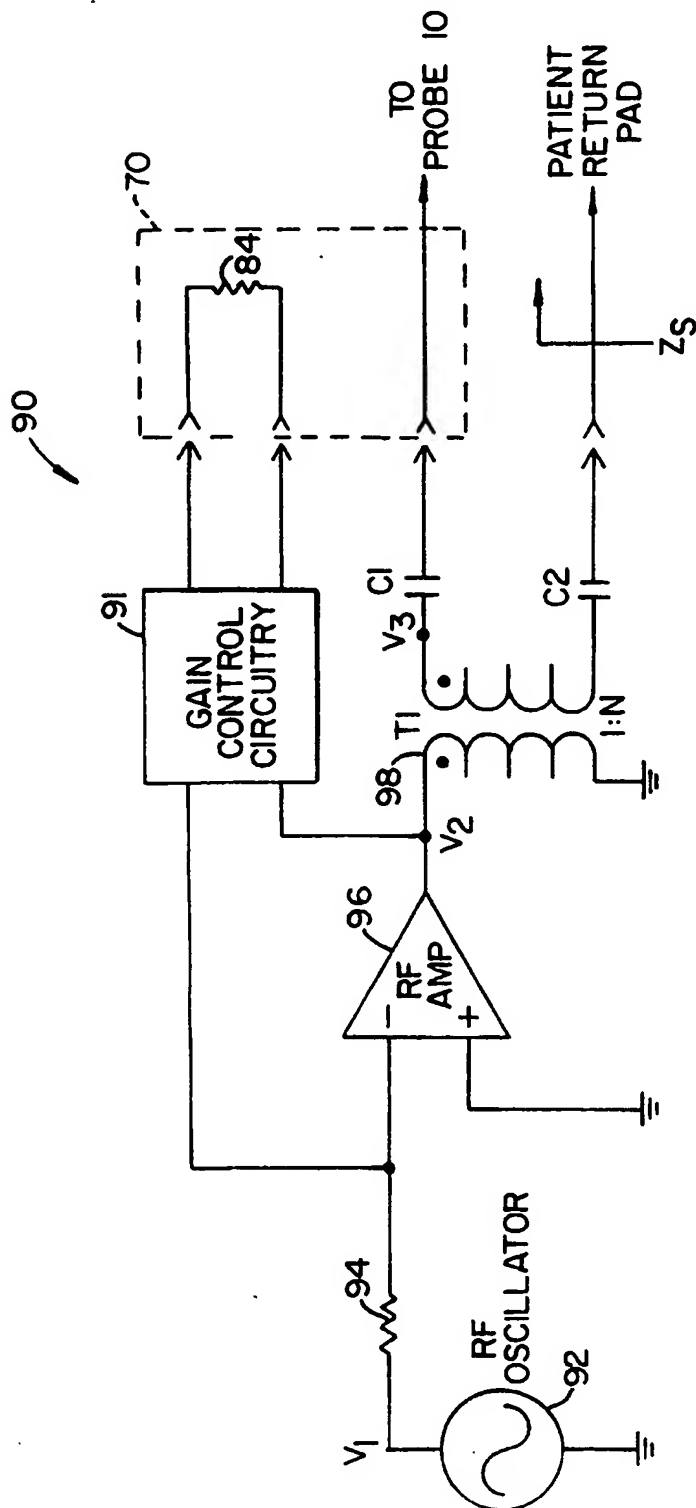 90
70
84
91
GAIN
CONTROL
CIRCUITRY
TO
PROBE 10
C1
V3
T1
98
1:N
C2
PATIENT
RETURN
PAD
ZS
V2
96
RF
AMP
-
+
94
V1
RF
OSCILLATOR
92